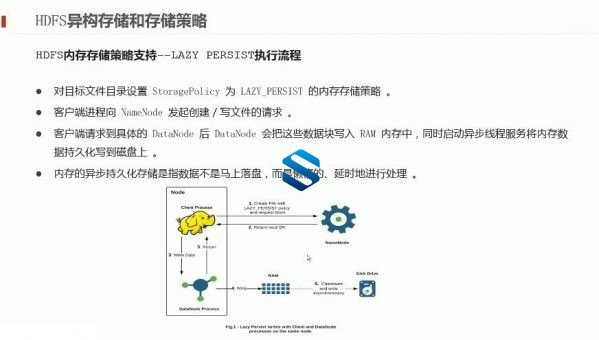 HDFS异构存储和存储策略
HDFS内存存储策略支持--LAZY PERSIST执行流程
对目标文件目录设置 StoragePolicy 为 LAZY_PERSIST 的内存存储策略 。
客户端进程向 NameNode 发起创建/写文件的请求 。
客户端请求到具体的 DataNode 后 DataNode 会把这些数据块写入 RAM 内存中，同时启动异步线程服务将内存数
据持久化写到磁盘上 。
内存的异步持久化存储是指数据不是马上落盘，而是懒惰的、延时地进行处理 。
Node
Client Process
1. Create File with
LAZY_PERSIST policy
and request block
2. Return local DN
NameNode
3. Write Data
5. Return
DataNode Process
4. Write
RAM
6. Checksum
and write
asynchronously
Disk Drive
Fig.1 - Lazy Persist writes with Client and DataNode
processes on the same node.